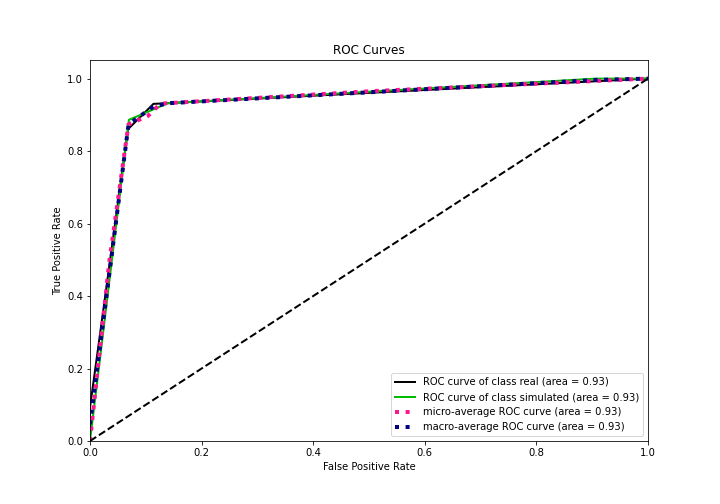 ROC Curves
True Positive Rate
1.0
0.8
0.6
0.4
0.2
0.0
0.0 0.2 0.4 0.6 0.8 1.0
False Positive Rate
ROC curve of class real (area = 0.93)
ROC curve of class simulated (area = 0.93)
micro-average ROC curve (area = 0.93)
macro-average ROC curve (area = 0.93)